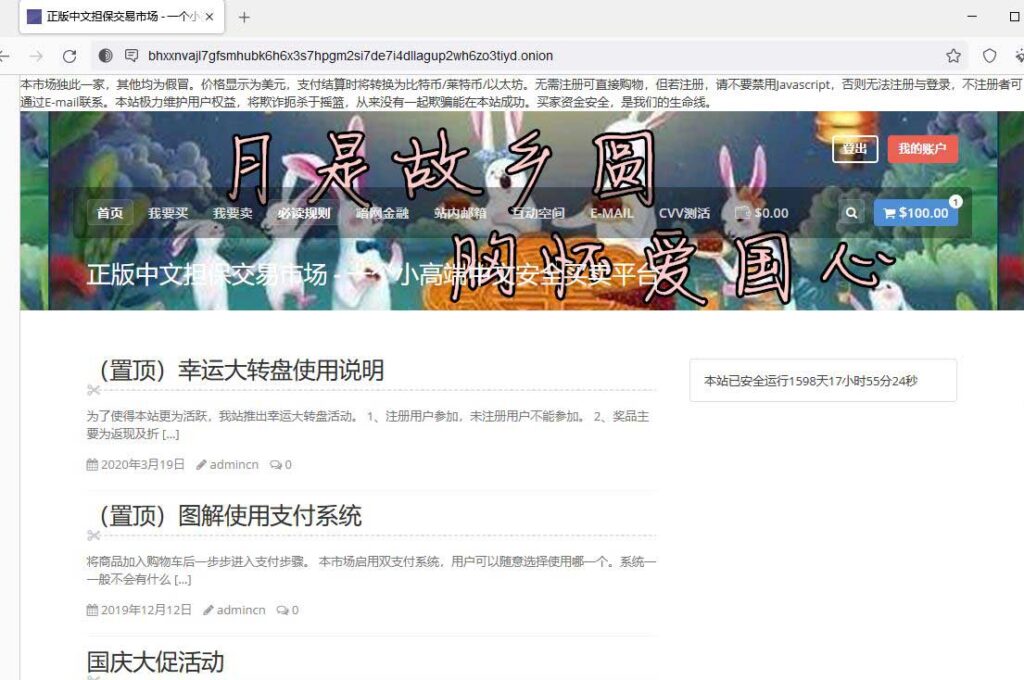 正版中文担保交易市场 - 一个小
bhxxnvajl7gfsmhubk6h6x3s7hpgm2si7de7i4dllagup2wh6zo3tiyd.onion
本市场独此一家，其他均为假冒。价格显示为美元，支付结算时将转换为比特币/莱特币/以太坊。无需注册可直接购物，但若注册，请不要禁用Javascript，否则无法注册与登录，不注册者可
通过E-mail联系。本站极力维护用户权益，将欺诈扼杀于摇篮，从来没有一起欺骗能在本站成功。买家资金安全，是我们的生命线。
月是故乡圆
登出 我的账户
首页 我要买 我要卖 必读规则 暗网金融 站内邮箱 互动空间 E-MAIL CVV测活 $0.00 $100.00 1
胸怀爱国心
正版中文担保交易市场 - 一个小高端中文安全买卖平台
（置顶）幸运大转盘使用说明
为了使得本站更为活跃，我站推出幸运大转盘活动。 1、注册用户参加，未注册用户不能参加。 2、奖品主
要为返现及折 [...]
2020年3月19日 admincn 0
（置顶）图解使用支付系统
将商品加入购物车后一步步进入支付步骤。 本市场启用双支付系统，用户可以随意选择使用哪一个。系统一
一般不会有什么 [...]
2019年12月12日 admincn 0
国庆大促活动
本站已安全运行1598天17小时55分24秒